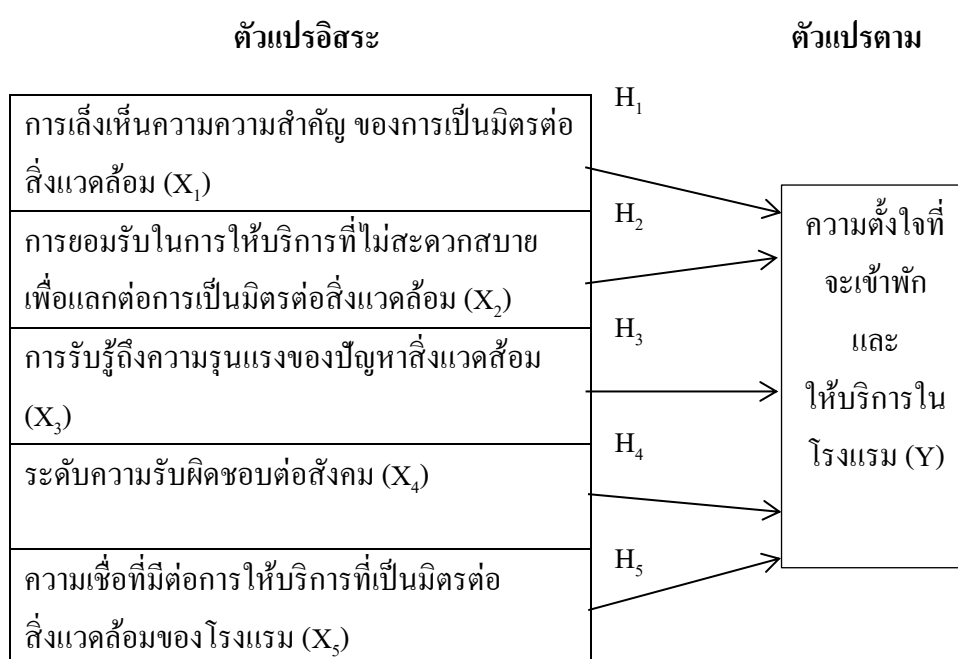 ตัวแปรอิสระ
ตัวแปรตาม
H₁
การเล็งเห็นความความสำคัญ ของการเป็นมิตรต่อ
สิ่งแวดล้อม (X₁)
H₂
การยอมรับในการให้บริการที่ไม่สะดวกสบาย
เพื่อแลกต่อการเป็นมิตรต่อสิ่งแวดล้อม (X₂)
H₃
การรับรู้ถึงความรุนแรงของปัญหาสิ่งแวดส้อม
(X₃)
H₄
ระดับความรับผิดชอบต่อสังคม (X₄)
H₅
ความเชื่อที่มีต่อการให้บริการที่เป็นมิตรต่อ
สิ่งแวดล้อมของโรงแรม (X₅)
ความตั้งใจที่
จะเข้าพัก
และ
ให้บริการใน
โรงแรม (Y)